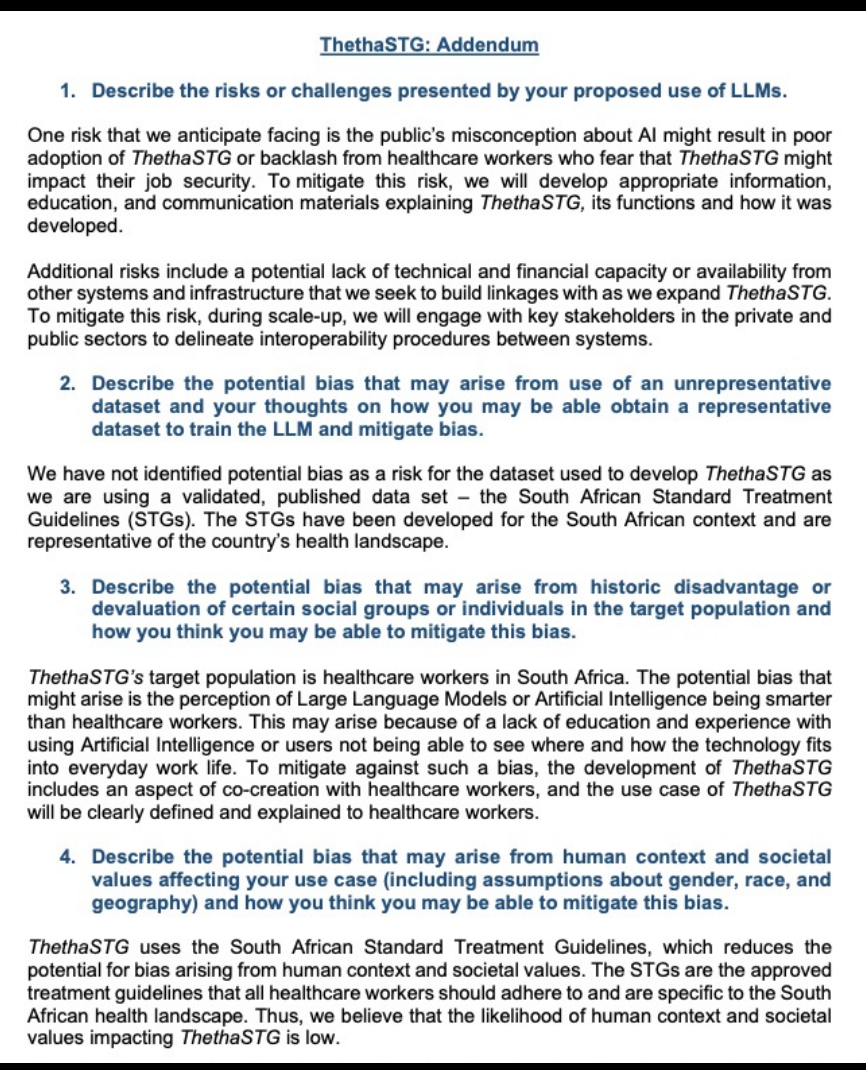 ThethaSTG: Addendum
1. Describe the risks or challenges presented by your proposed use of LLMs.
One risk that we anticipate facing is the public's misconception about AI might result in poor
adoption of ThethaSTG or backlash from healthcare workers who fear that ThethaSTG might
impact their job security. To mitigate this risk, we will develop appropriate information,
education, and communication materials explaining ThethaSTG, its functions and how it was
developed.
Additional risks include a potential lack of technical and financial capacity or availability from
other systems and infrastructure that we seek to build linkages with as we expand ThethaSTG.
To mitigate this risk, during scale-up, we will engage with key stakeholders in the private and
public sectors to delineate interoperability procedures between systems.
2. Describe the potential bias that may arise from use of an unrepresentative
dataset and your thoughts on how you may be able obtain a representative
dataset to train the LLM and mitigate bias.
We have not identified potential bias as a risk for the dataset used to develop ThethaSTG as
we are using a validated, published data set – the South African Standard Treatment
Guidelines (STGs). The STGs have been developed for the South African context and are
representative of the country's health landscape.
3. Describe the potential bias that may arise from historic disadvantage or
devaluation of certain social groups or individuals in the target population and
how you think you may be able to mitigate this bias.
ThethaSTG's target population is healthcare workers in South Africa. The potential bias that
might arise is the perception of Large Language Models or Artificial Intelligence being smarter
than healthcare workers. This may arise because of a lack of education and experience with
using Artificial Intelligence or users not being able to see where and how the technology fits
into everyday work life. To mitigate against such a bias, the development of ThethaSTG
includes an aspect of co-creation with healthcare workers, and the use case of ThethaSTG
will be clearly defined and explained to healthcare workers.
4. Describe the potential bias that may arise from human context and societal
values affecting your use case (including assumptions about gender, race, and
geography) and how you think you may be able to mitigate this bias.
ThethaSTG uses the South African Standard Treatment Guidelines, which reduces the
potential for bias arising from human context and societal values. The STGs are the approved
treatment guidelines that all healthcare workers should adhere to and are specific to the South
African health landscape. Thus, we believe that the likelihood of human context and societal
values impacting ThethaSTG is low.